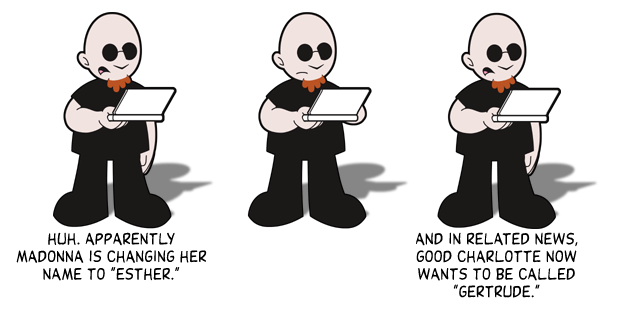 HUH. APPARENTLY
MADONNA IS CHANGING HER
NAME TO "ESTHER."
AND IN RELATED NEWS,
GOOD CHARLOTTE NOW
WANTS TO BE CALLED
"GERTRUDE."